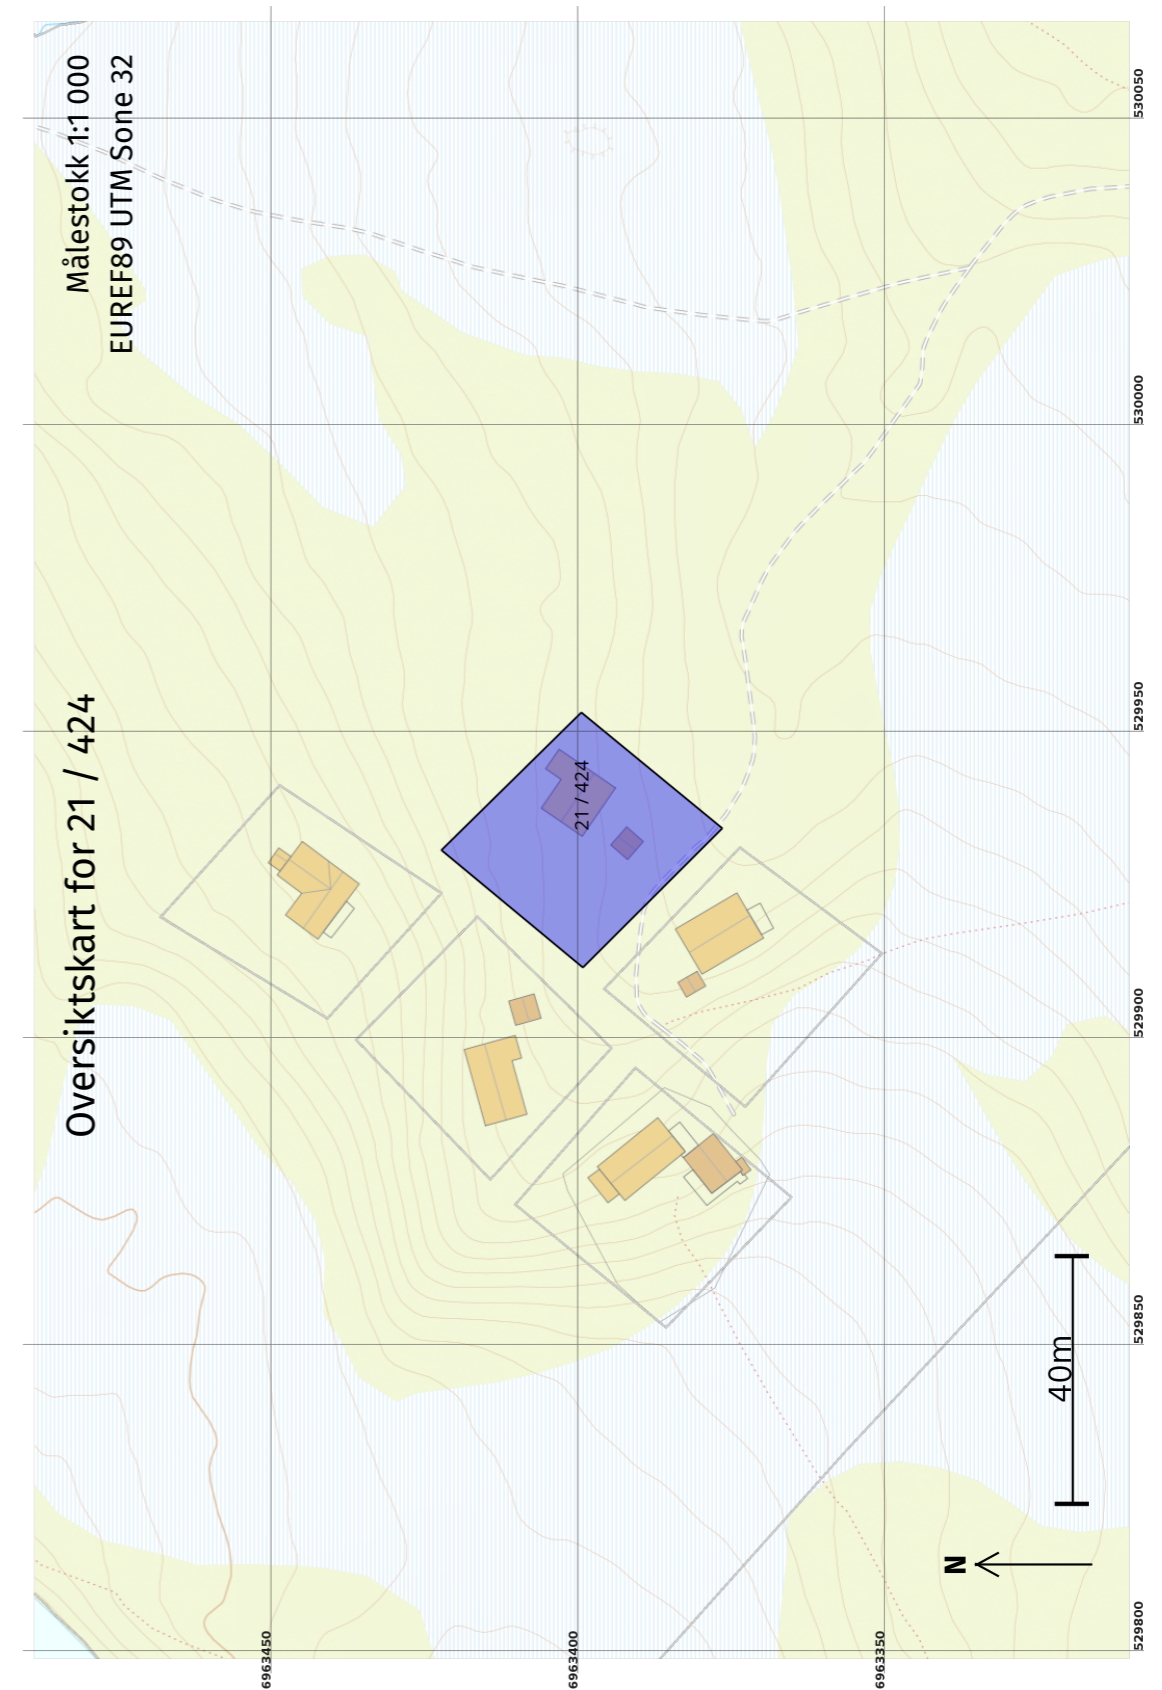 Oversiktskart for 21 / 424
Målestokk 1:1 000
EUREF89 UTM Sone 32
6963450
6963400
6963350
21 / 424
40m
N
529800
529850
529900
529950
530000
530050